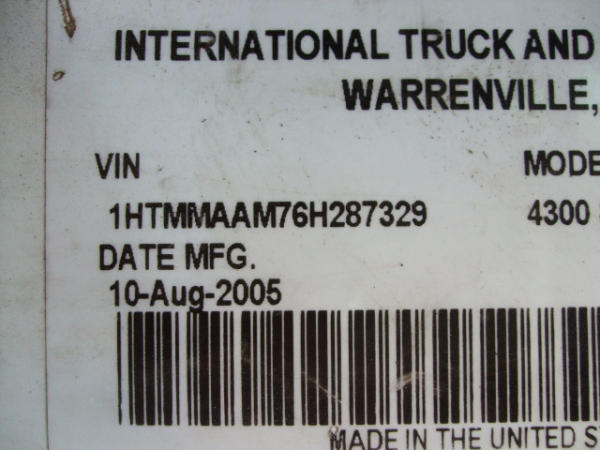 INTERNATIONAL TRUCK AND
WARRENVILLE,
VIN MODE
1HTMMAAM76H287329 4300
DATE MFG.
10-Aug-2005
MADE IN THE UNITED S